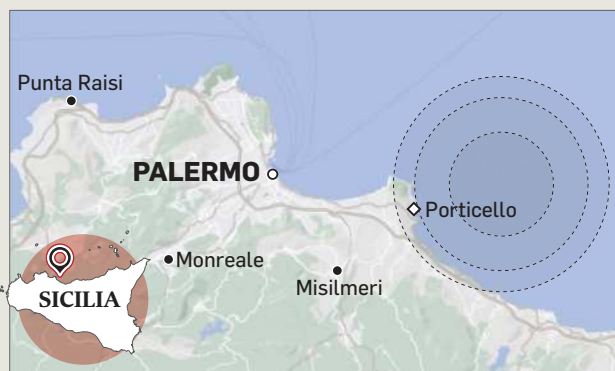 Punta Raisi
PALERMO
Porticello
Monreale
Misilmeri
SICILIA